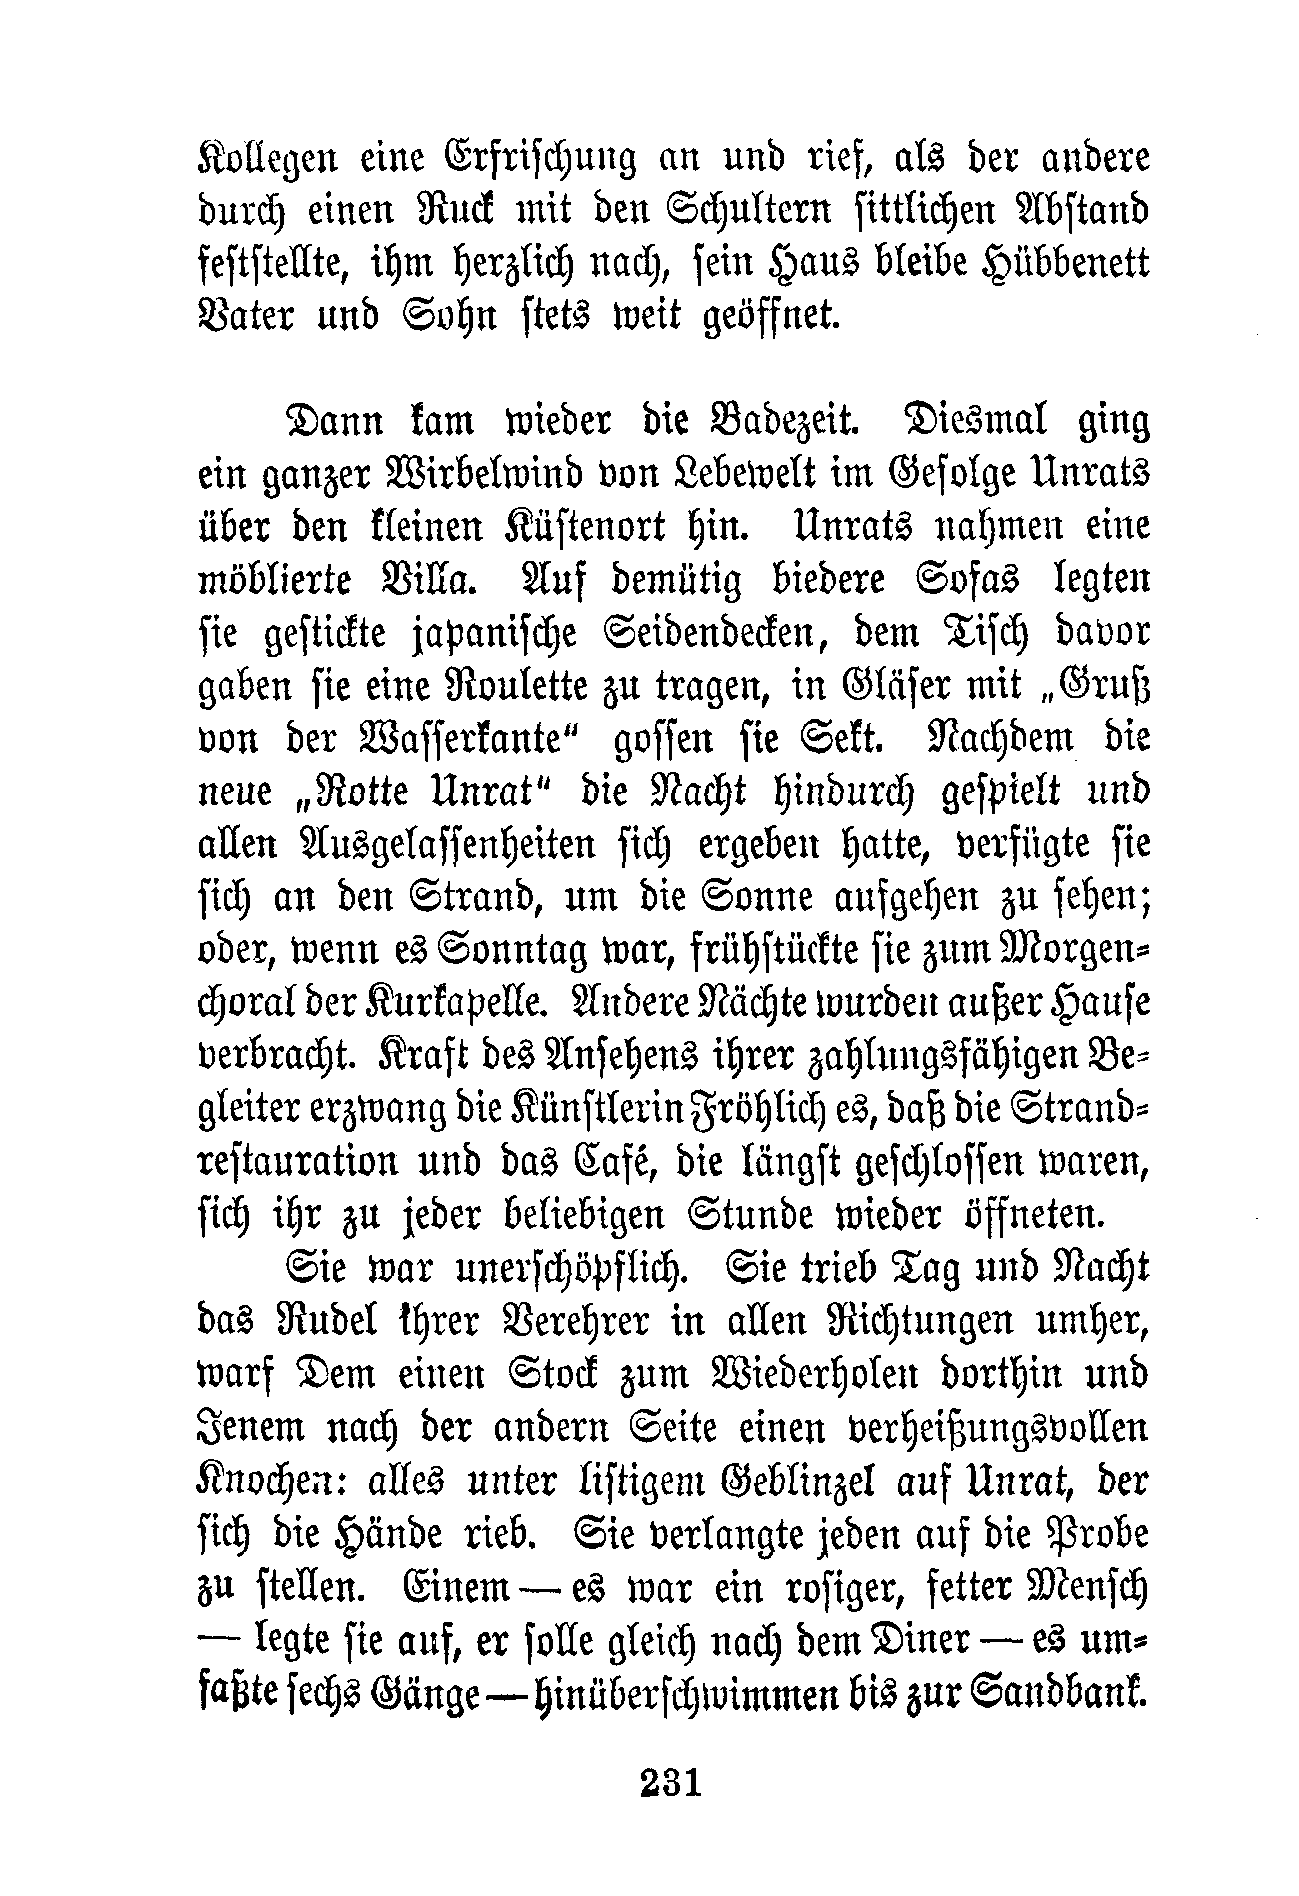 Kollegen eine Erfrischung an und rief, als der andere
durch einen Ruck mit den Schultern sittlichen Abstand
feststellte, ihm herzlich nach, sein Haus bleibe Hübbenett
Vater und Sohn stets weit geöffnet.
Dann kam wieder die Badezeit. Diesmal ging
ein ganzer Wirbelwind von Lebewelt im Gefolge Unrats
über den kleinen Küstenort hin. Unrats nahmen eine
möblierte Villa. Auf demütig biedere Sofas legten
sie gestickte japanische Seidendecken, dem Tisch davor
gaben sie eine Roulette zu tragen, in Gläser mit „Gruß
von der Wasserkante“ gossen sie Sekt. Nachdem die
neue „Rotte Unrat“ die Nacht hindurch gespielt und
allen Ausgelassenheiten sich ergeben hatte, verfügte sie
sich an den Strand, um die Sonne aufgehen zu sehen;
oder, wenn es Sonntag war, frühstückte sie zum Morgen-
choral der Kurkapelle. Andere Nächte wurden außer Hause
verbracht. Kraft des Ansehens ihrer zahlungsfähigen Be-
gleiter erzwang die Künstlerin Fröhlich es, daß die Strand-
restauration und das Café, die längst geschlossen waren,
sich ihr zu jeder beliebigen Stunde wieder öffneten.
Sie war unerschöpflich. Sie trieb Tag und Nacht
das Rudel ihrer Verehrer in allen Richtungen umher,
warf Dem einen Stock zum Wiederholen dorthin und
Jenem nach der andern Seite einen verheißungsvollen
Knochen: alles unter listigem Geblinzel auf Unrat, der
sich die Hände rieb. Sie verlangte jeden auf die Probe
zu stellen. Einem — es war ein rosiger, fetter Mensch
— legte sie auf, er solle gleich nach dem Diner — es um-
faßte sechs Gänge — hinüberschwimmen bis zur Sandbank.
231